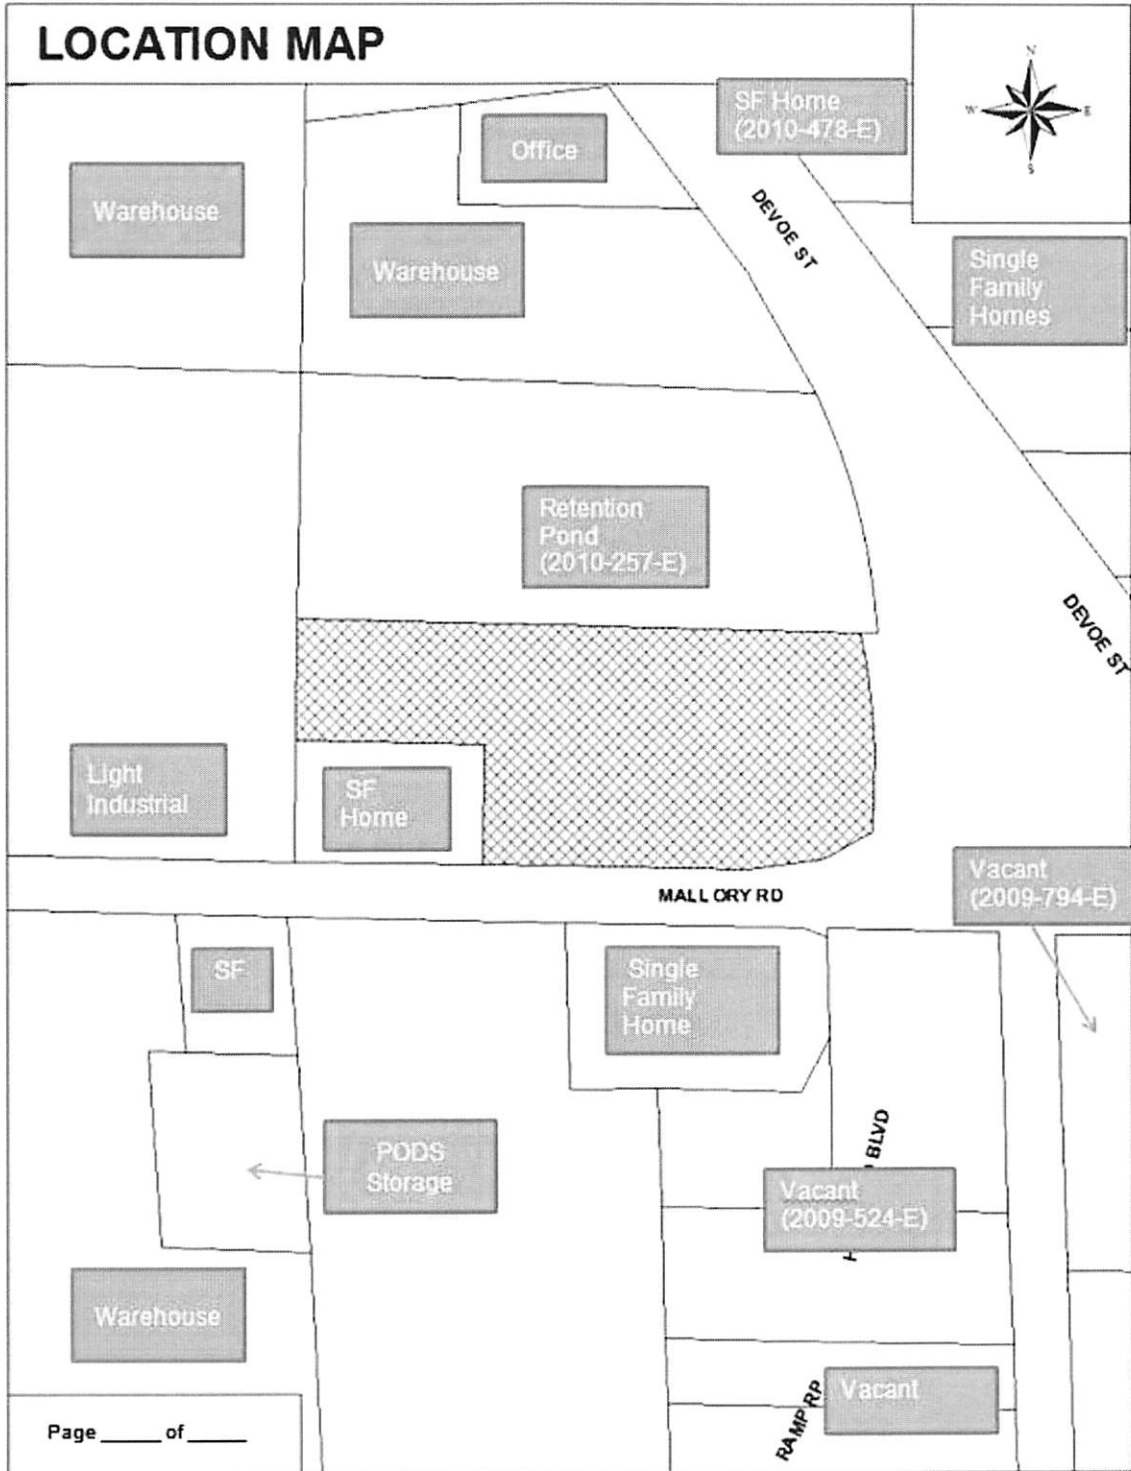 LOCATION MAP
N
W
E
S
SF Home
(2010-478-E)
Office
Warehouse
Warehouse
DEVOE ST
Single
Family
Homes
Retention
Pond
(2010-257-E)
DEVOE ST
Light
Industrial
SF
Home
MALLORY RD
Vacant
(2009-794-E)
SF
Single
Family
Home
PODS
Storage
BLVD
Vacant
(2009-524-E)
Warehouse
Vacant
RAMP RP
Page _____ of _____